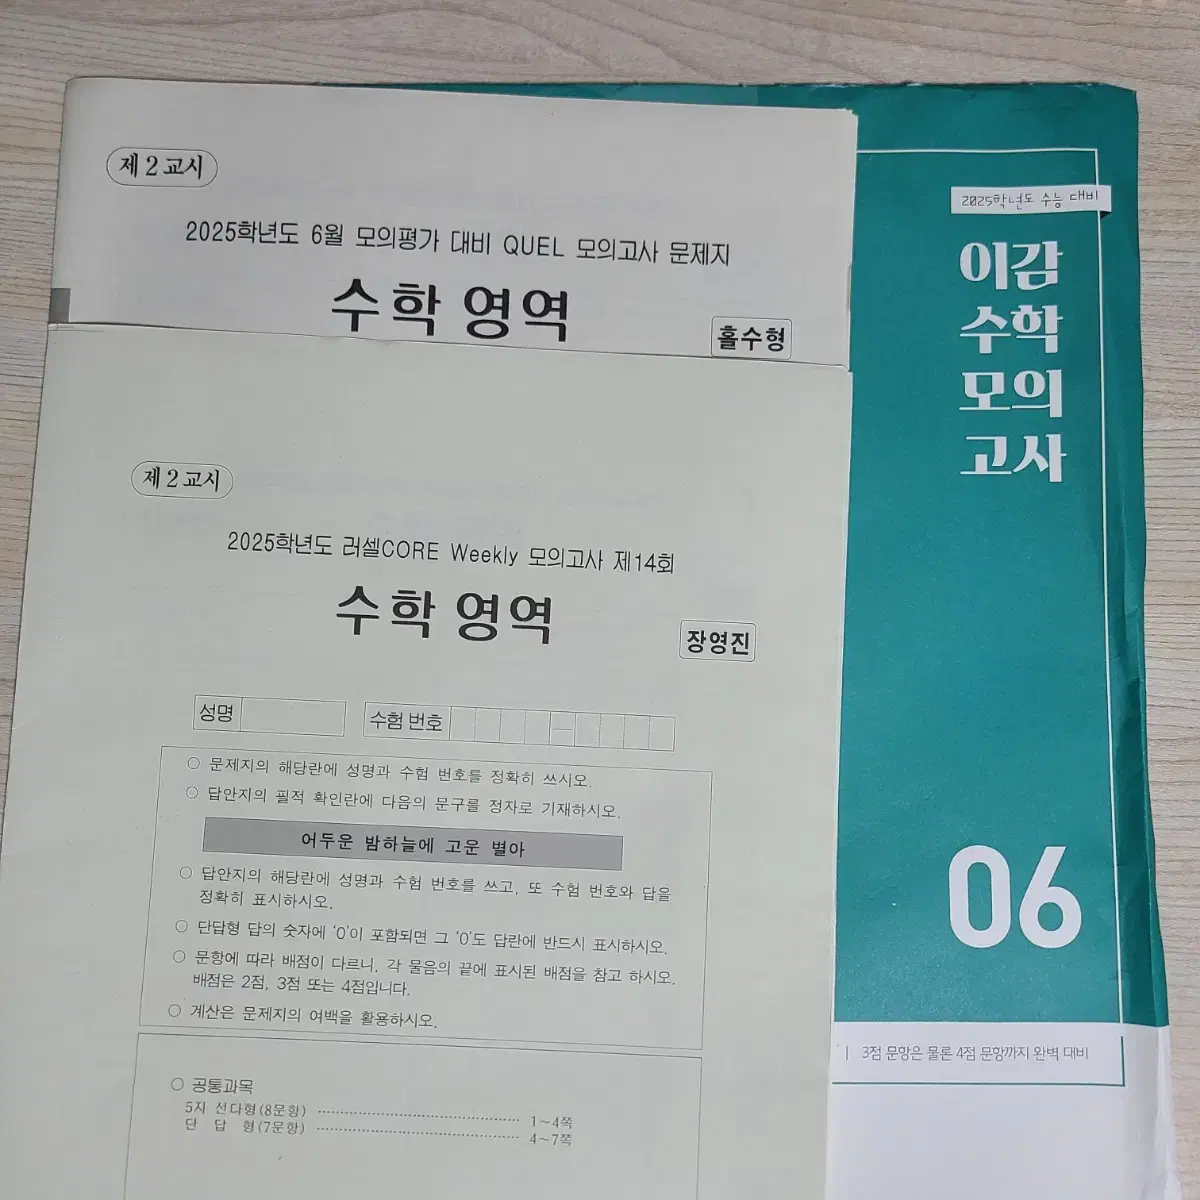 제 2 교시
2025학년도 6월 모의평가 대비 QUEL 모의고사 문제지
수학 영역
홀수형
제 2 교시
2025학년도 러셀CORE Weekly 모의고사 제14회
수학 영역
장영진
성명
수험 번호
○ 문제지의 해당란에 성명과 수험 번호를 정확히 쓰시오.
○ 답안지의 필적 확인란에 다음의 문구를 정자로 기재하시오.
어두운 밤하늘에 고운 별아
○ 답안지의 해당란에 성명과 수험 번호를 쓰고, 또 수험 번호와 답을
정확히 표시하시오.
○ 단답형 답의 숫자에 ‘0’이 포함되면 그 ‘0’도 답란에 반드시 표시하시오.
○ 문항에 따라 배점이 다르니, 각 물음의 끝에 표시된 배점을 참고 하시오.
배점은 2점, 3점 또는 4점입니다.
○ 계산은 문제지의 여백을 활용하시오.
○ 공통과목
5지 선다형(8문항) ········ 1～4쪽
단 답 형(7문항) ········ 4～7쪽
2025학년도 수능 대비
이감
수학
모의
고사
06
3점 문항은 물론 4점 문항까지 완벽 대비